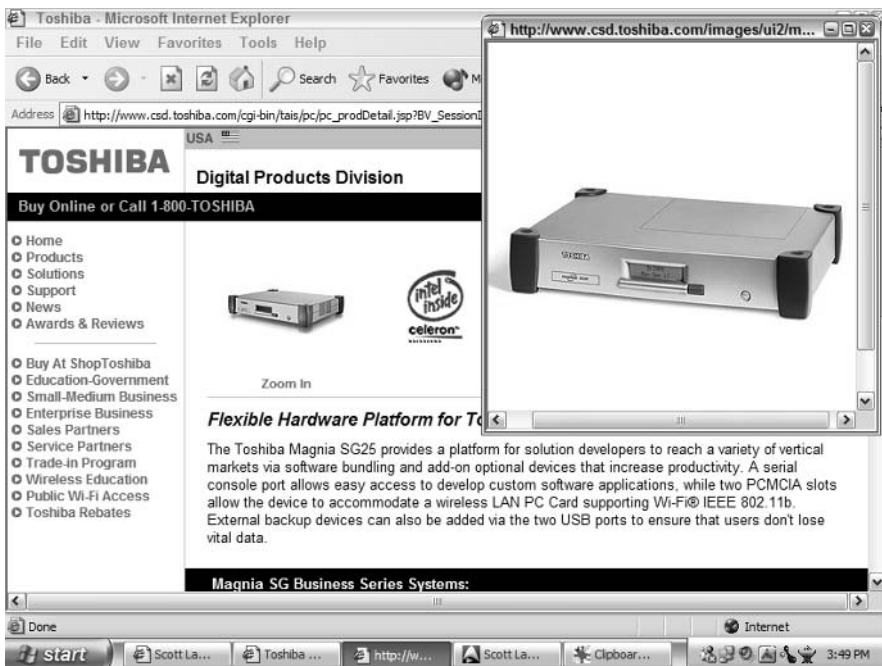 Toshiba - Microsoft Internet Explorer
File Edit View Favorites Tools Help
Back Search Favorites
Address http://www.csd.toshiba.com/cgi-bin/tais/pc/pc_prodDetail.jsp?BV_Session
http://www.csd.toshiba.com/images/ui2/m...
TOSHIBA
USA
TOSHIBA
Digital Products Division
Buy Online or Call 1-800-TOSHIBA
Home
Products
Solutions
Support
News
Awards & Reviews
Buy At ShopToshiba
Education-Government
Small-Medium Business
Enterprise Business
Sales Partners
Service Partners
Trade-in Program
Wireless Education
Public Wi-Fi Access
Toshiba Rebates
intel inside
celeron
Zoom In
Flexible Hardware Platform for
The Toshiba Magnia SG25 provides a platform for solution developers to reach a variety of vertical
markets via software bundling and add-on optional devices that increase productivity. A serial
console port allows easy access to develop custom software applications, while two PCMCIA slots
allow the device to accommodate a wireless LAN PC Card supporting Wi-Fi® IEEE 802.11b.
External backup devices can also be added via the two USB ports to ensure that users don't lose
vital data.
Magnia SG Business Series Systems:
Done Internet
start Scott La... Toshiba ... http://w... Scott La... Clipboar... 3:49 PM